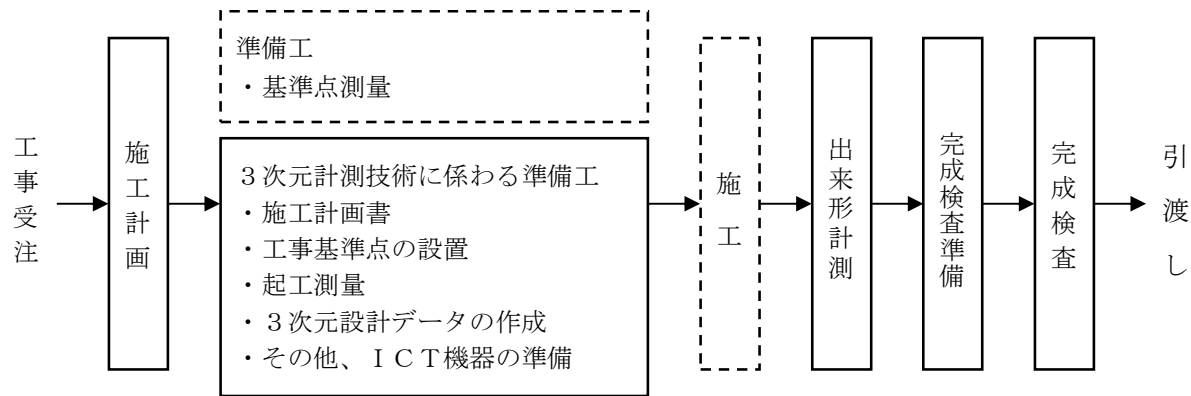 工事受注
施工計画
準備工
・基準点測量
３次元計測技術に係わる準備工
・施工計画書
・工事基準点の設置
・起工測量
・３次元設計データの作成
・その他、ＩＣＴ機器の準備
施工
出来形計測
完成検査準備
完成検査
引渡し